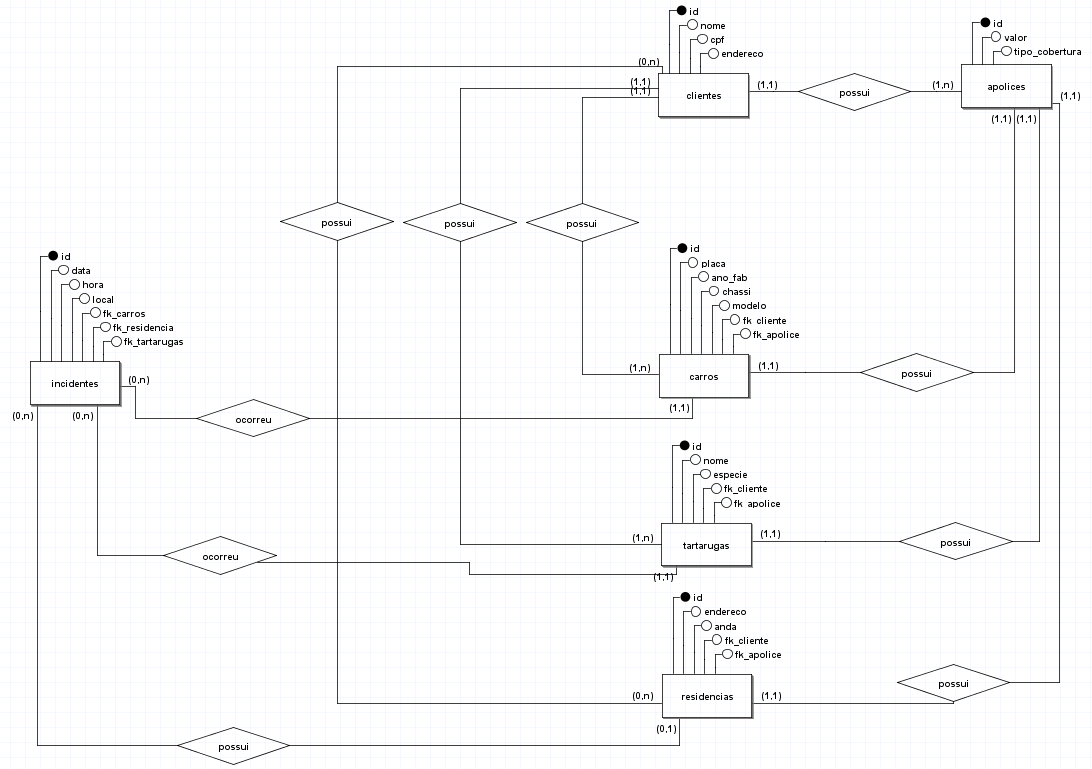 id
nome
cpf
endereco
clientes
(0,n)
(1,1)
(1,1)
(1,1)
possui
(1,n)
id
valor
tipo_cobertura
apolices
(1,1)
(1,1)
(1,1)
possui
possui
possui
id
data
hora
local
fk_carros
fk_residencia
fk_tartarugas
incidentes
(0,n)
(0,n)
(0,n)
id
placa
ano_fab
chassi
modelo
fk_cliente
fk_apolice
(1,n)
carros
(1,1)
possui
(1,1)
ocorreu
id
nome
especie
fk_cliente
fk_apolice
(1,n)
tartarugas
(1,1)
possui
ocorreu
(1,1)
id
endereco
anda
fk_cliente
fk_apolice
(0,n)
residencias
(1,1)
possui
(0,1)
possui